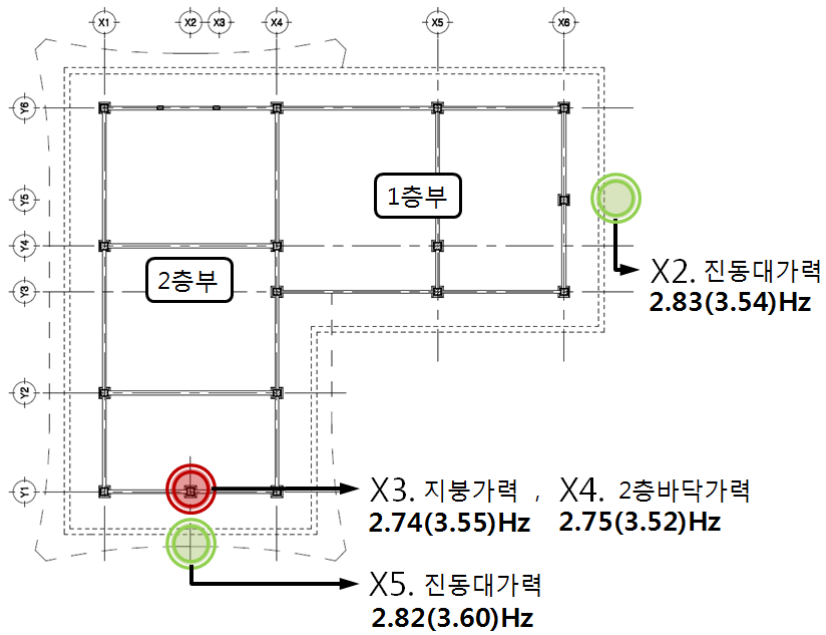 X1 X2 X3 X4 X5 X6
Y6
Y5
1층부
Y4
2층부
X2. 진동대가력
2.83(3.54)Hz
Y3
Y2
Y1
X3. 지붕가력 , X4. 2층바닥가력
2.74(3.55)Hz 2.75(3.52)Hz
X5. 진동대가력
2.82(3.60)Hz